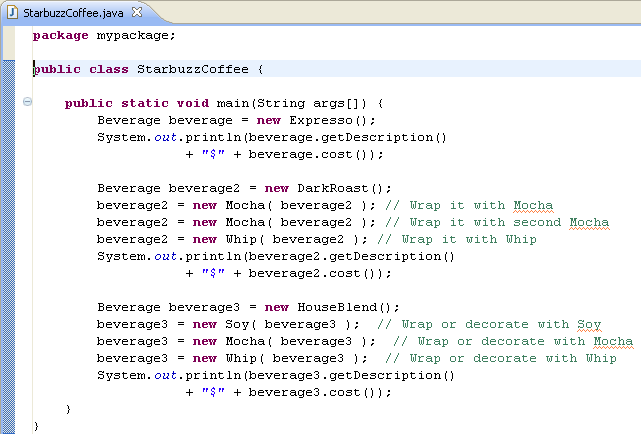 StarbuzzCoffee.java
package mypackage;
public class StarbuzzCoffee {
public static void main(String args[]) {
Beverage beverage = new Expresso();
System.out.println(beverage.getDescription()
+ "$" + beverage.cost());
Beverage beverage2 = new DarkRoast();
beverage2 = new Mocha( beverage2 ); // Wrap it with Mocha
beverage2 = new Mocha( beverage2 ); // Wrap it with second Mocha
beverage2 = new Whip( beverage2 ); // Wrap it with Whip
System.out.println(beverage2.getDescription()
+ "$" + beverage2.cost());
Beverage beverage3 = new HouseBlend();
beverage3 = new Soy( beverage3 );  // Wrap or decorate with Soy
beverage3 = new Mocha( beverage3 );  // Wrap or decorate with Mocha
beverage3 = new Whip( beverage3 );  // Wrap or decorate with Whip
System.out.println(beverage3.getDescription()
+ "$" + beverage3.cost());
}
}